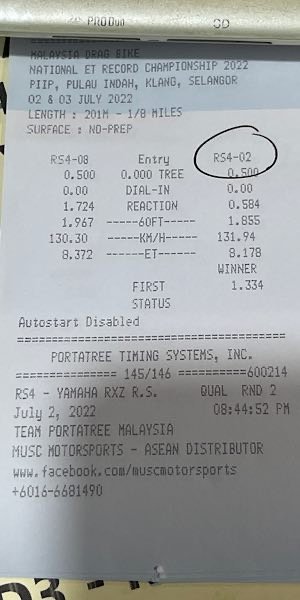 PRODUA
MALAYSIA DRAG BIKE
NATIONAL ET RECORD CHAMPIONSHIP 2022
PIIP, PULAU INDAH, KLANG, SELANGOR
02 & 03 JULY 2022
LENGTH : 201M - 1/8 MILES
SURFACE : NO-PREP
RS4-08 Entry RS4-02
0.500 0.000 TREE 0.500
0.00 DIAL-IN 0.00
1.724 REACTION 0.584
1.967 -----60FT----- 1.855
130.30 -----KM/H----- 131.94
8.372 ------ET------ 8.178
WINNER
FIRST 1.334
STATUS
Autostart Disabled
========================================
PORTATREE TIMING SYSTEMS, INC.
=============== 145/146 ==========600214
RS4 - YAMAHA RXZ R.S. QUAL RND 2
July 2, 2022 08:44:52 PM
TEAM PORTATREE MALAYSIA
MUSC MOTORSPORTS - ASEAN DISTRIBUTOR
www.facebook.com/muscmotorsports
+6016-6681490